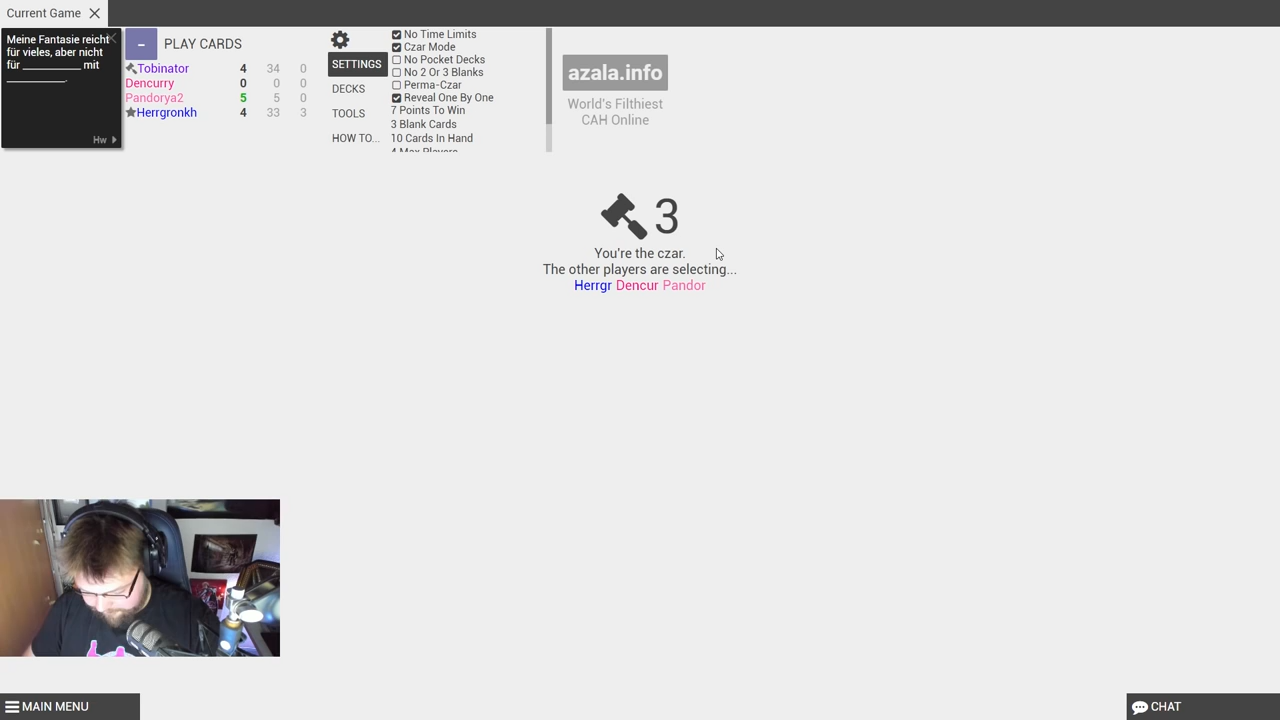 Current Game
Meine Fantasie reicht
für vieles, aber nicht
für __________ mit
__________.
Hw
–
PLAY CARDS
Tobinator 4 34 0
Dencurry 0 0 0
Pandorya2 5 5 0
Herrgronkh 4 33 3
SETTINGS
DECKS
TOOLS
HOW TO...
No Time Limits
Czar Mode
No Pocket Decks
No 2 Or 3 Blanks
Perma-Czar
Reveal One By One
7 Points To Win
3 Blank Cards
10 Cards In Hand
4 Max Players
azala.info
World's Filthiest
CAH Online
3
You're the czar.
The other players are selecting...
Herrgr Dencur Pandor
MAIN MENU
CHAT